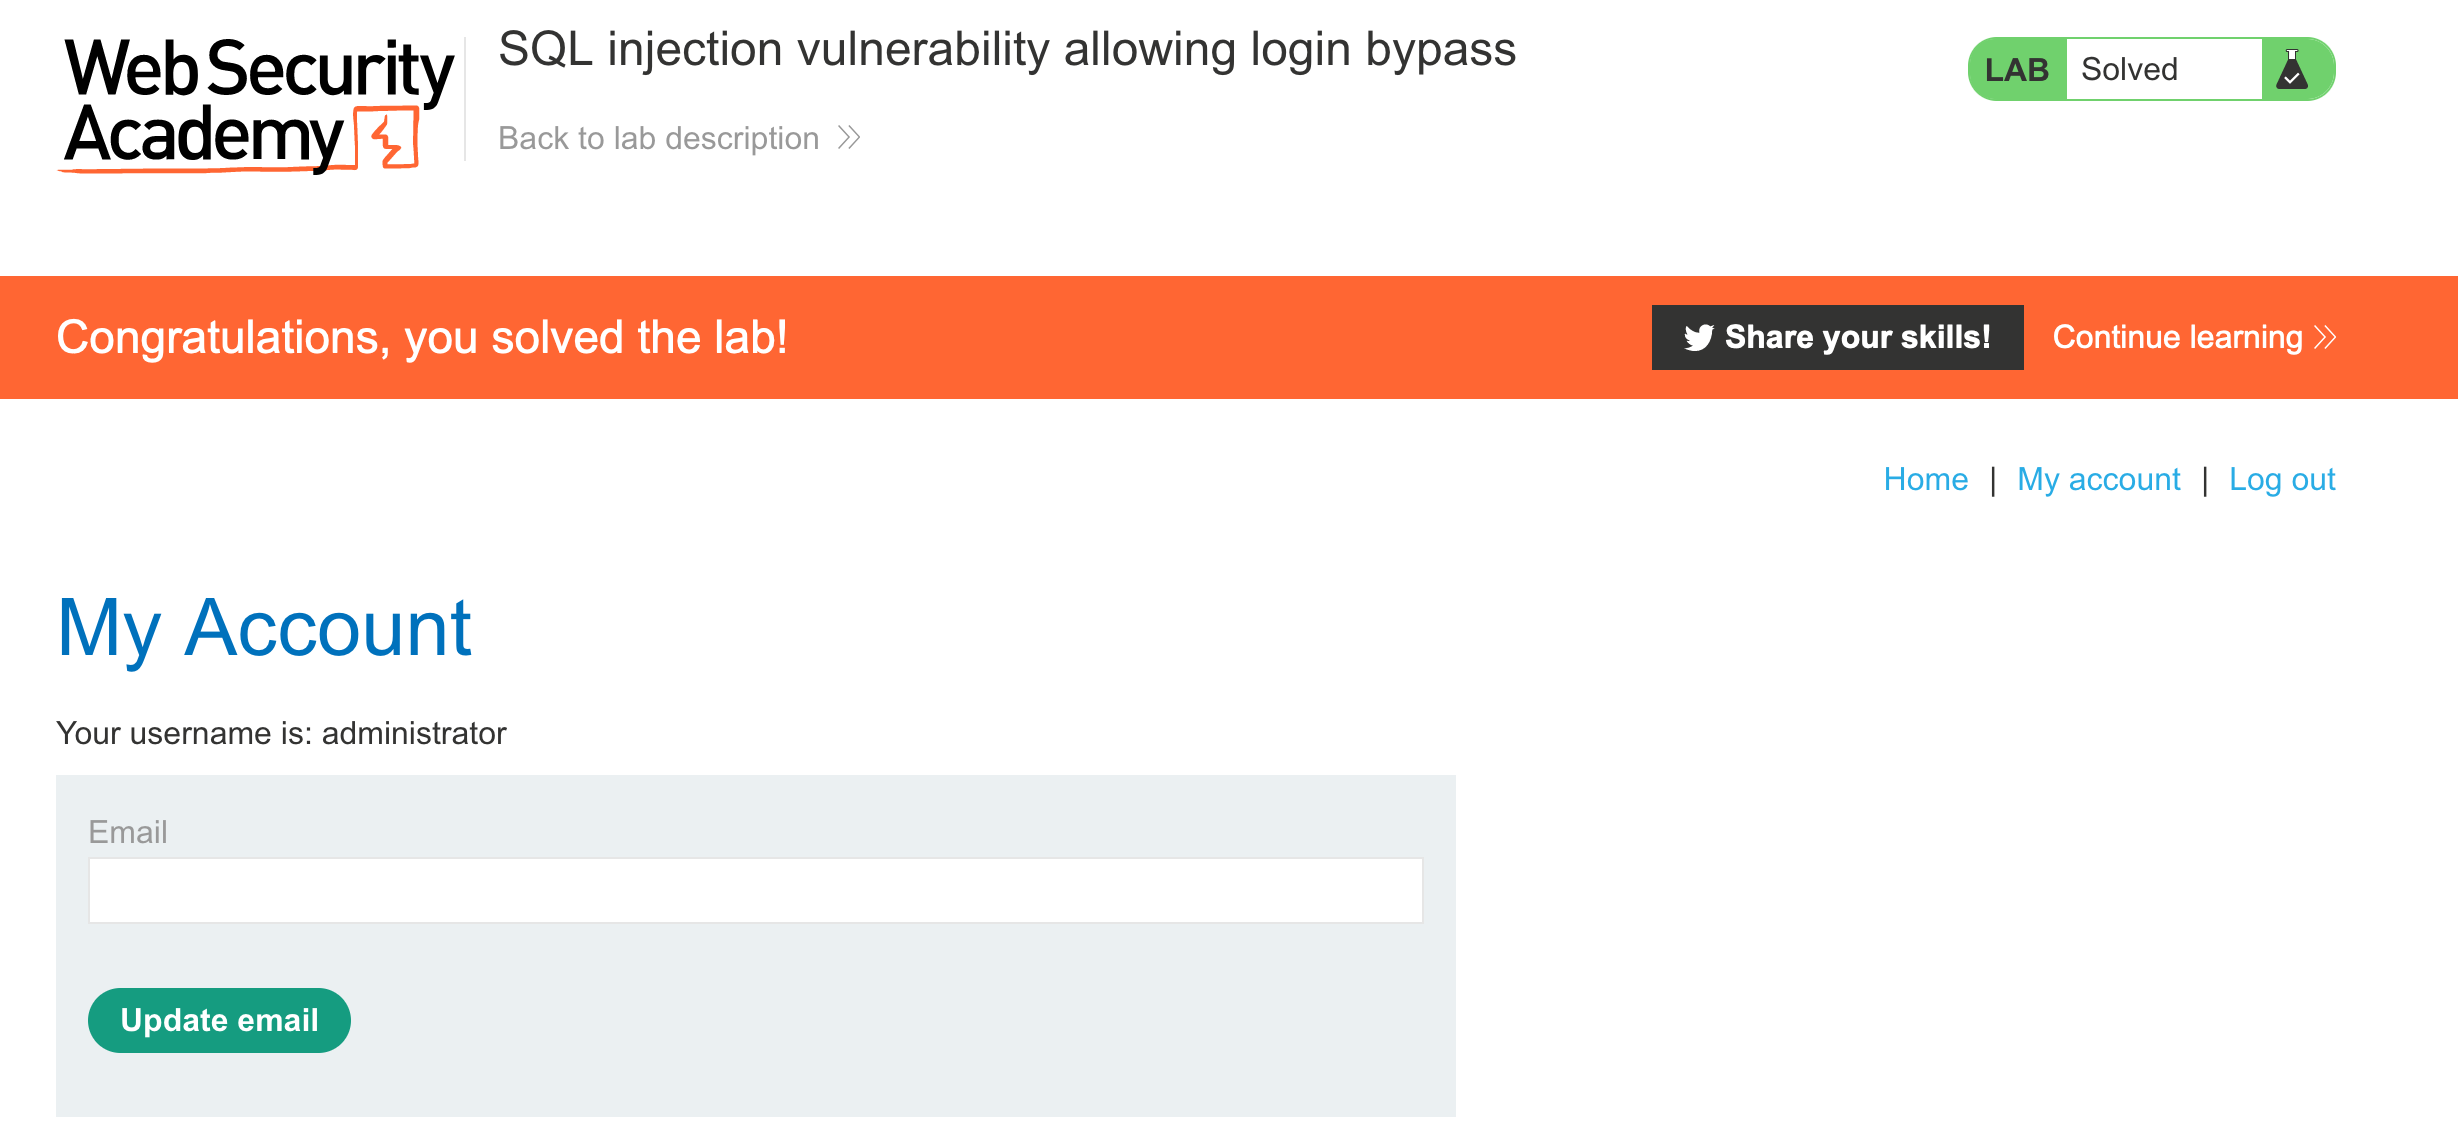 Web Security
Academy
SQL injection vulnerability allowing login bypass
Back to lab description
LAB Solved
Congratulations, you solved the lab!
Share your skills!
Continue learning
Home | My account | Log out
My Account
Your username is: administrator
Email
Update email